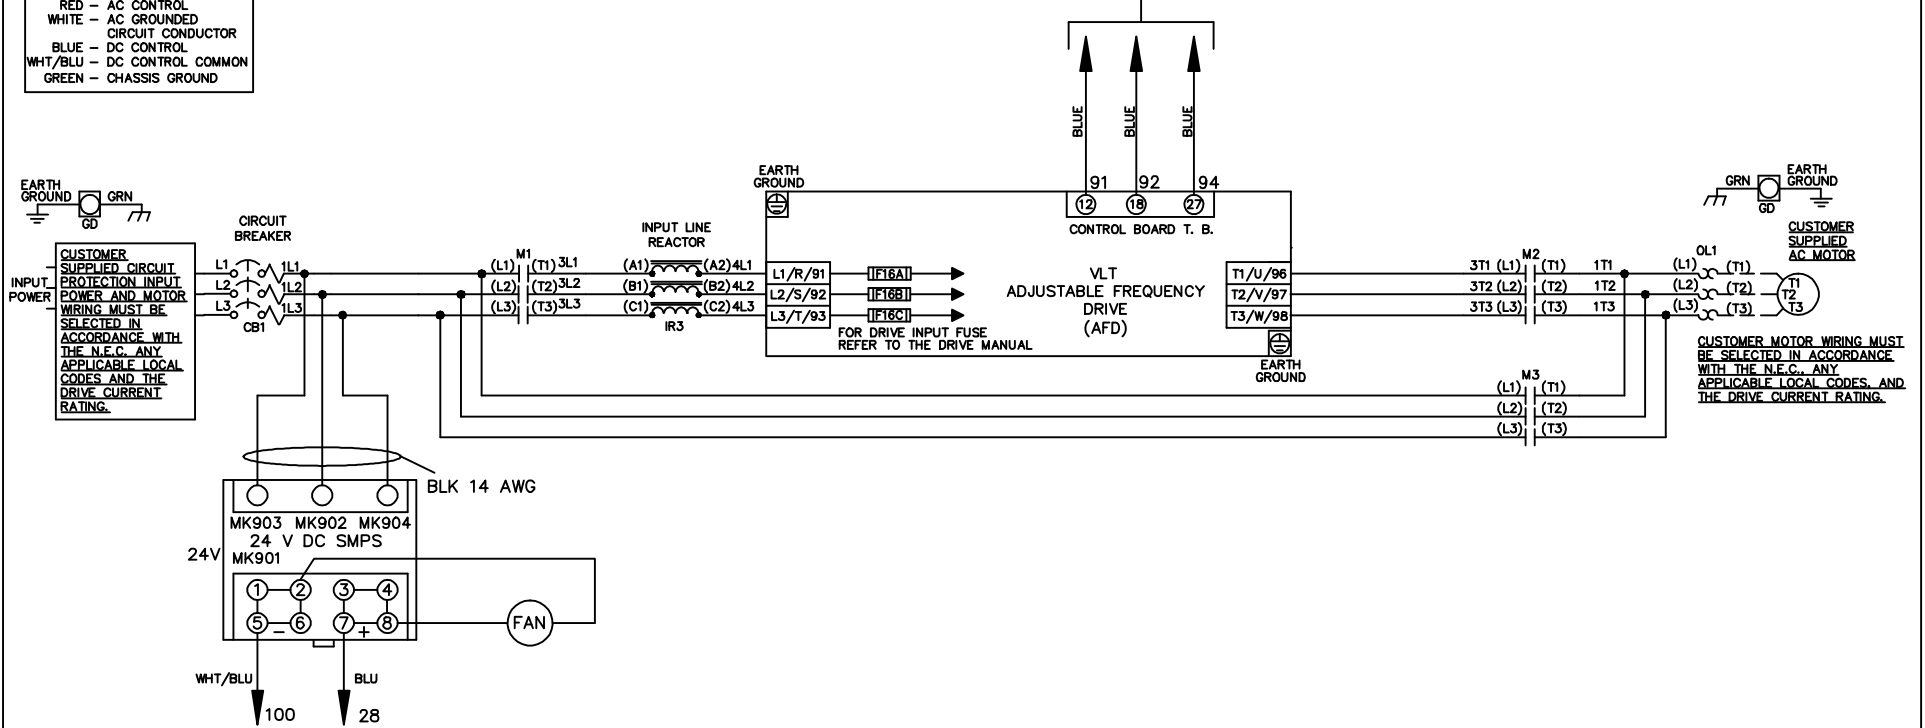 RED – AC CONTROL
WHITE – AC GROUNDED
CIRCUIT CONDUCTOR
BLUE – DC CONTROL
WHT/BLU – DC CONTROL COMMON
GREEN – CHASSIS GROUND
BLUE
BLUE
BLUE
91
92
94
12
18
27
CONTROL BOARD T. B.
EARTH
GROUND
GRN
GD
CIRCUIT
BREAKER
INPUT
POWER
CUSTOMER
SUPPLIED CIRCUIT
PROTECTION INPUT
POWER AND MOTOR
WIRING MUST BE
SELECTED IN
ACCORDANCE WITH
THE N.E.C. ANY
APPLICABLE LOCAL
CODES AND THE
DRIVE CURRENT
RATING.
L1
L2
L3
CB1
1L1
1L2
1L3
M1
(L1) (T1) 3L1
(L2) (T2) 3L2
(L3) (T3) 3L3
INPUT LINE
REACTOR
(A1) (A2) 4L1
(B1) (B2) 4L2
(C1) (C2) 4L3
IR3
EARTH
GROUND
L1/R/91
L2/S/92
L3/T/93
F16A
F16B
F16C
FOR DRIVE INPUT FUSE
REFER TO THE DRIVE MANUAL
VLT
ADJUSTABLE FREQUENCY
DRIVE
(AFD)
T1/U/96
T2/V/97
T3/W/98
EARTH
GROUND
M2
3T1 (L1) (T1) 1T1
3T2 (L2) (T2) 1T2
3T3 (L3) (T3) 1T3
M3
(L1) (T1)
(L2) (T2)
(L3) (T3)
OL1
(L1) (T1)
(L2) (T2)
(L3) (T3)
T1
T2
T3
GRN
GD
EARTH
GROUND
CUSTOMER
SUPPLIED
AC MOTOR
CUSTOMER MOTOR WIRING MUST
BE SELECTED IN ACCORDANCE
WITH THE N.E.C., ANY
APPLICABLE LOCAL CODES, AND
THE DRIVE CURRENT RATING.
BLK 14 AWG
MK903 MK902 MK904
24 V DC SMPS
24V
MK901
1 2 3 4
5 – 6 7 + 8
FAN
WHT/BLU
BLU
100
28